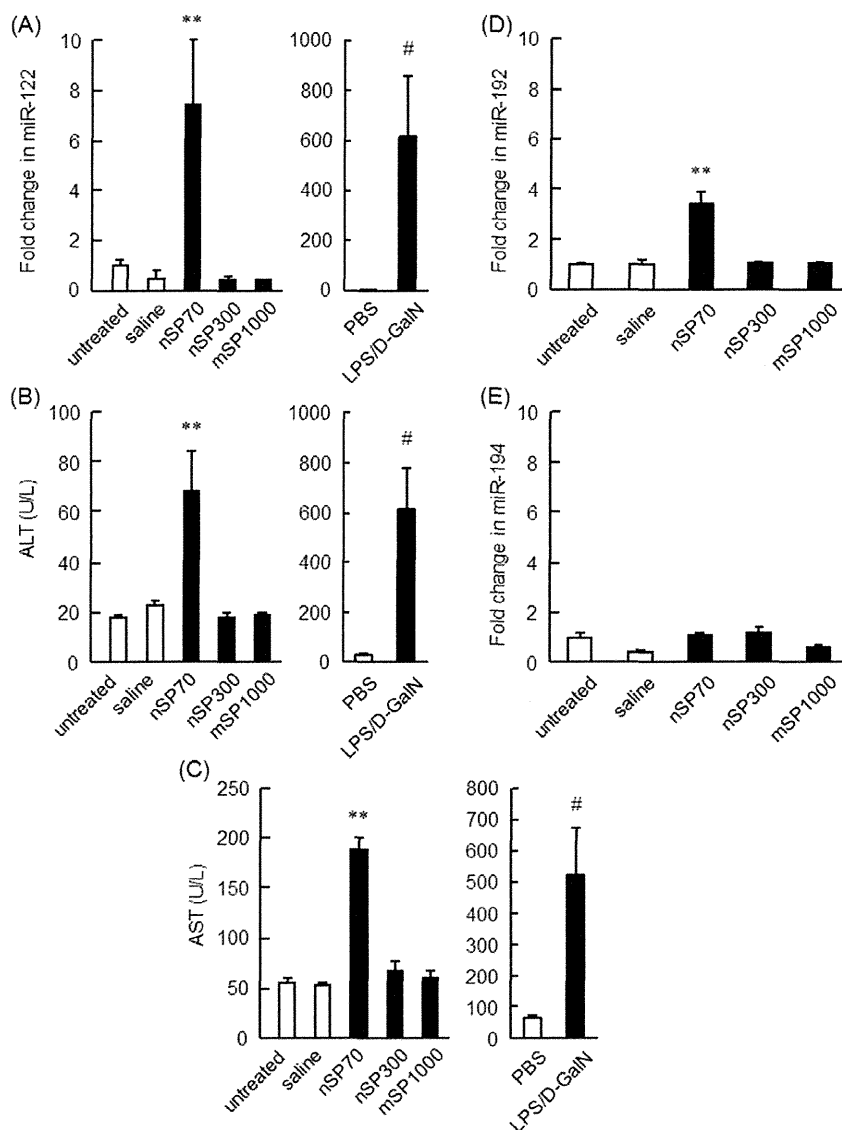 (A)
Fold change in miR-122
10
8
6
4
2
0
**
untreated
saline
nSP70
nSP300
mSP1000
1000
800
600
400
200
0
#
PBS
LPS/D-GalN
(D)
Fold change in miR-192
10
8
6
4
2
0
**
untreated
saline
nSP70
nSP300
mSP1000
(B)
ALT (U/L)
100
80
60
40
20
0
**
untreated
saline
nSP70
nSP300
mSP1000
1000
800
600
400
200
0
#
PBS
LPS/D-GalN
(E)
Fold change in miR-194
10
8
6
4
2
0
untreated
saline
nSP70
nSP300
mSP1000
(C)
AST (U/L)
250
200
150
100
50
0
**
untreated
saline
nSP70
nSP300
mSP1000
800
700
600
500
400
300
200
100
0
#
PBS
LPS/D-GalN